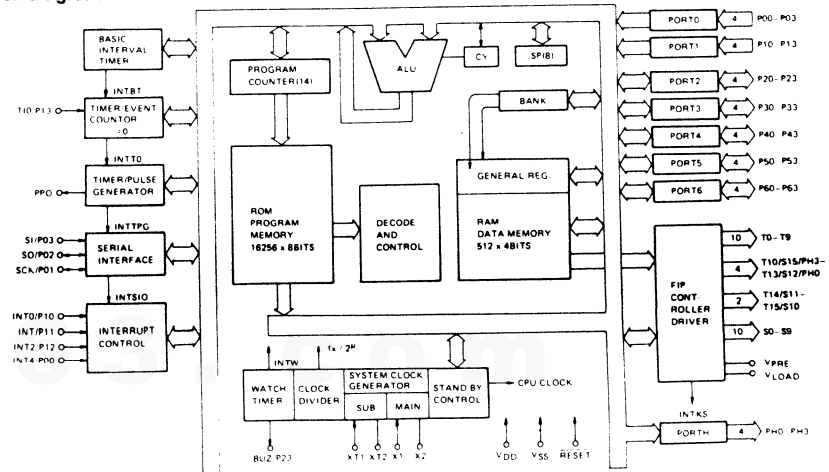 BASIC
INTERVAL
TIMER
INTBT
TI0/P13
TIMER/EVENT
COUNTOR
=0
INTT0
PPO
TIMER/PULSE
GENERATOR
INTTPG
SI/P03
SO/P02
SCK/P01
SERIAL
INTERFACE
INTSIO
INT0/P10
INT/P11
INT2/P12
INT4/P00
INTERRUPT
CONTROL
PROGRAM
COUNTER(14)
ALU
CY
SP(8)
BANK
ROM
PROGRAM
MEMORY
16256 x 8BITS
DECODE
AND
CONTROL
GENERAL REG.
RAM
DATA MEMORY
512 x 4BITS
INTW
WATCH
TIMER
CLOCK
DIVIDER
SYSTEM CLOCK
GENERATOR
SUB
MAIN
STAND BY
CONTROL
CPU CLOCK
BUZ/P23
XT1 XT2 X1 X2
VDD
VSS
RESET
PORT0 4 P00-P03
PORT1 4 P10 P13
PORT2 4 P20-P23
PORT3 4 P30 P33
PORT4 4 P40 P43
PORT5 4 P50 P53
PORT6 4 P60-P63
FIP
CONT-
ROLLER
DRIVER
10 T0-T9
4 T10/S15/PH3-
T13/S12/PH0
2 T14/S11-
T15/S10
10 S0-S9
VPRE
VLOAD
INTKS
PORTH 4 PH0 PH3